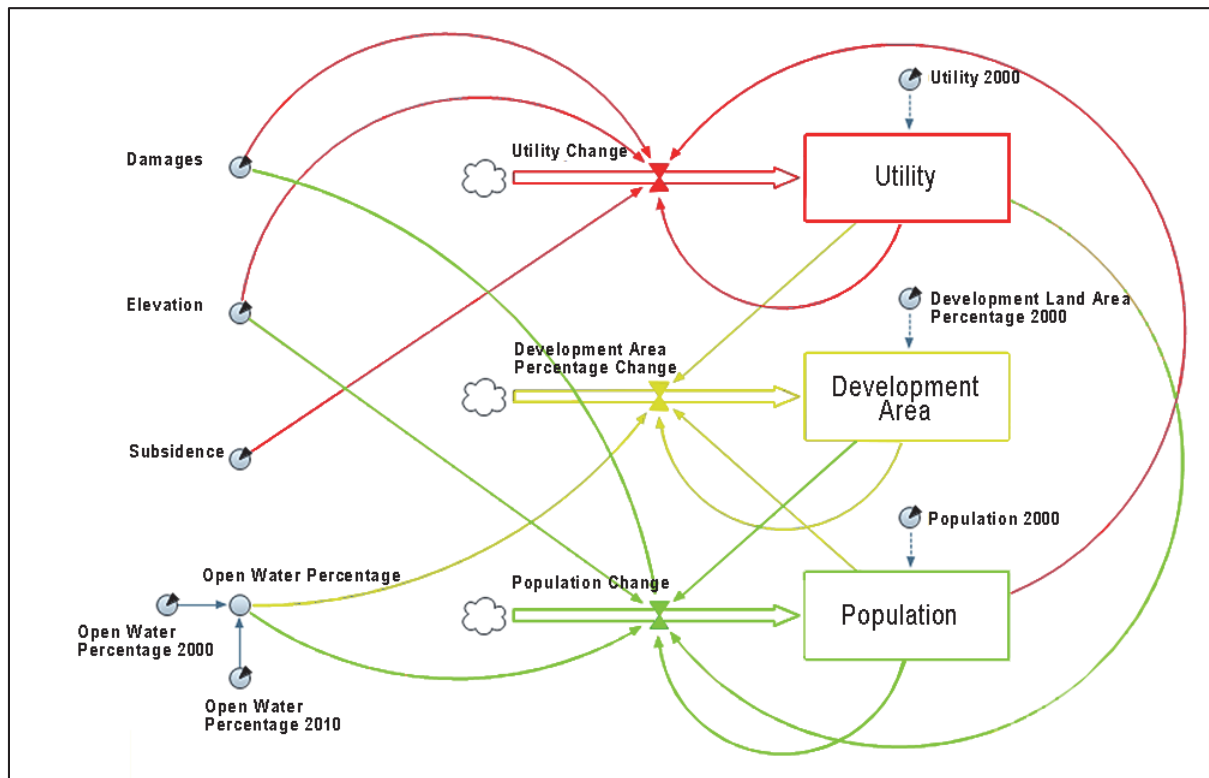 Utility 2000
Damages
Utility Change
Utility
Elevation
Development Land Area
Percentage 2000
Development Area
Percentage Change
Development
Area
Subsidence
Population 2000
Open Water Percentage
Population Change
Population
Open Water
Percentage 2000
Open Water
Percentage 2010